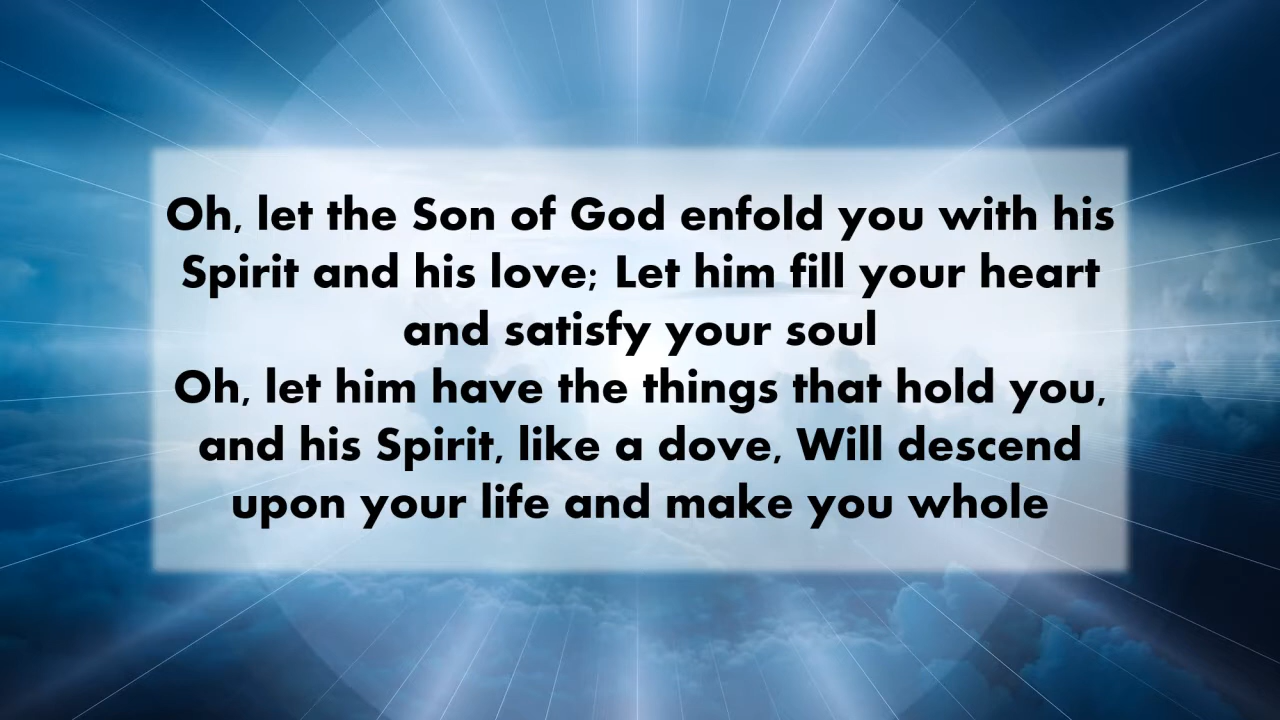 Oh, let the Son of God enfold you with his
Spirit and his love; Let him fill your heart
and satisfy your soul
Oh, let him have the things that hold you,
and his Spirit, like a dove, Will descend
upon your life and make you whole